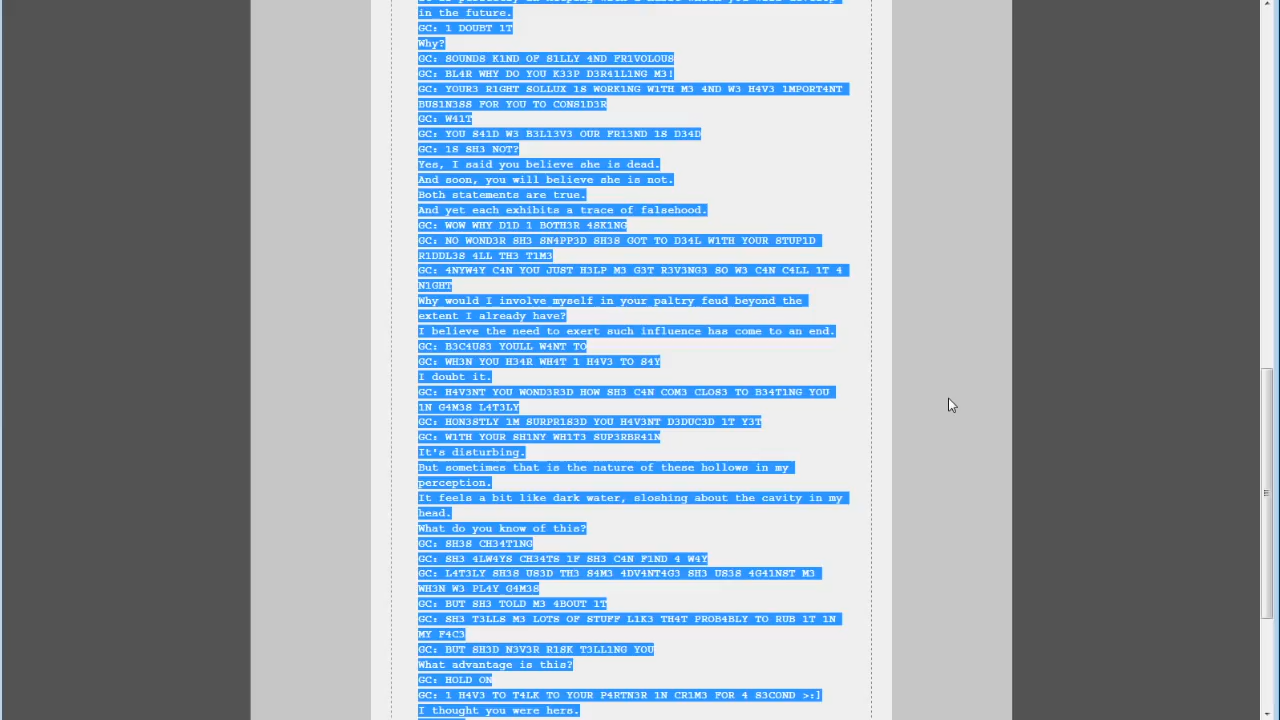 in the future.
GC: 1 DOUBT 1T
Why?
GC: SOUNDS K1ND OF S1LLY 4ND FR1VOLOUS
GC: BL4R WHY DO YOU K33P D3R41L1NG M3!
GC: YOUR3 R1GHT SOLLUX 1S WORK1NG W1TH M3 4ND W3 H4V3 1MPORT4NT
BUS1N3SS FOR YOU TO CONS1D3R
GC: W41T
GC: YOU S41D W3 B3L13V3 OUR FR13ND 1S D34D
GC: 1S SH3 NOT?
Yes, I said you believe she is dead.
And soon, you will believe she is not.
Both statements are true.
And yet each exhibits a trace of falsehood.
GC: WOW WHY D1D 1 BOTH3R 4SK1NG
GC: NO WOND3R SH3 SN4PP3D SH3S GOT TO D34L W1TH YOUR STUP1D
R1DDL3S 4LL TH3 T1M3
GC: 4NYW4Y C4N YOU JUST H3LP M3 G3T R3V3NG3 SO W3 C4N C4LL 1T 4
N1GHT
Why would I involve myself in your paltry feud beyond the
extent I already have?
I believe the need to exert such influence has come to an end.
GC: B3C4US3 YOULL W4NT TO
GC: WH3N YOU H34R WH4T 1 H4V3 TO S4Y
I doubt it.
GC: H4V3NT YOU WOND3R3D HOW SH3 C4N COM3 CLOS3 TO B34T1NG YOU
1N G4M3S L4T3LY
GC: HON3STLY 1M SURPR1S3D YOU H4V3NT D3DUC3D 1T Y3T
GC: W1TH YOUR SH1NY WH1T3 SUP3RBR41N
It's disturbing.
But sometimes that is the nature of these hollows in my
perception.
It feels a bit like dark water, sloshing about the cavity in my
head.
What do you know of this?
GC: SH3S CH34T1NG
GC: SH3 4LW4YS CH34TS 1F SH3 C4N F1ND 4 W4Y
GC: L4T3LY SH3S US3D TH3 S4M3 4DV4NT4G3 SH3 US3S 4G41NST M3
WH3N W3 PL4Y G4M3S
GC: BUT SH3 TOLD M3 4BOUT 1T
GC: SH3 T3LLS M3 LOTS OF STUFF L1K3 TH4T PROB4BLY TO RUB 1T 1N
MY F4C3
GC: BUT SH3D N3V3R R1SK T3LL1NG YOU
What advantage is this?
GC: HOLD ON
GC: 1 H4V3 TO T4LK TO YOUR P4RTN3R 1N CR1M3 FOR 4 S3COND >:]
I thought you were hers.